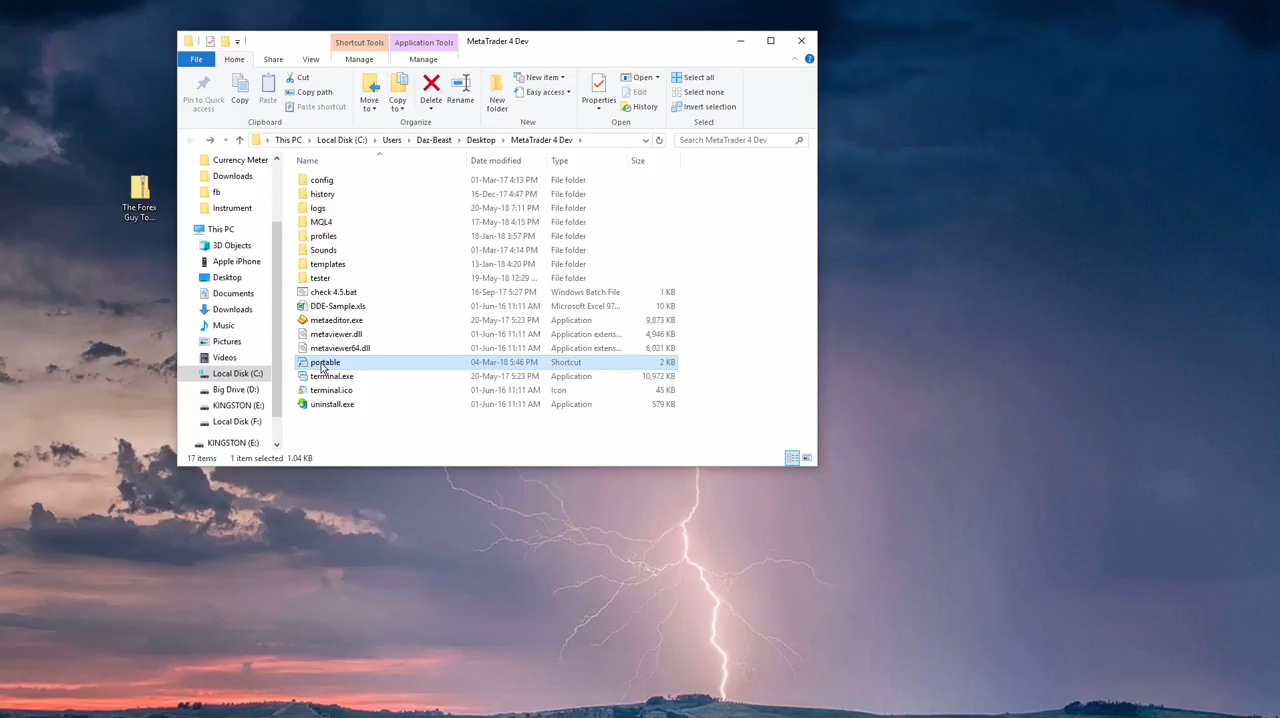 Shortcut Tools
Application Tools
MetaTrader 4 Dev
File
Home
Share
View
Manage
Manage
Pin to Quick access
Copy
Paste
Cut
Copy path
Paste shortcut
Clipboard
Move to
Copy to
Delete
Rename
Organize
New folder
New item
Easy access
New
Properties
Open
Edit
History
Open
Select all
Select none
Invert selection
Select
This PC
Local Disk (C:)
Users
Daz-Beast
Desktop
MetaTrader 4 Dev
Search MetaTrader 4 Dev
Currency Meter
Downloads
fb
Instrument
This PC
3D Objects
Apple iPhone
Desktop
Documents
Downloads
Music
Pictures
Videos
Local Disk (C:)
Big Drive (D:)
KINGSTON (E:)
Local Disk (F:)
KINGSTON (E:)
Name Date modified Type Size
config 01-Mar-17 4:13 PM File folder
history 16-Dec-17 4:47 PM File folder
logs 20-May-18 7:11 PM File folder
MQL4 17-May-18 4:15 PM File folder
profiles 18-Jan-18 3:57 PM File folder
Sounds 01-Mar-17 4:14 PM File folder
templates 13-Jan-18 4:20 PM File folder
tester 19-May-18 12:29 ... File folder
check 4.5.bat 16-Sep-17 5:27 PM Windows Batch File 1 KB
DDE-Sample.xls 01-Jun-16 11:11 AM Microsoft Excel 97... 10 KB
metaeditor.exe 20-May-17 5:23 PM Application 9,873 KB
metaviewer.dll 01-Jun-16 11:11 AM Application extens... 4,946 KB
metaviewer64.dll 01-Jun-16 11:11 AM Application extens... 6,021 KB
portable 04-Mar-18 5:46 PM Shortcut 2 KB
terminal.exe 20-May-17 5:23 PM Application 10,972 KB
terminal.ico 01-Jun-16 11:11 AM Icon 45 KB
uninstall.exe 01-Jun-16 11:11 AM Application 579 KB
17 items 1 item selected 1.04 KB
The Forex
Guy To...